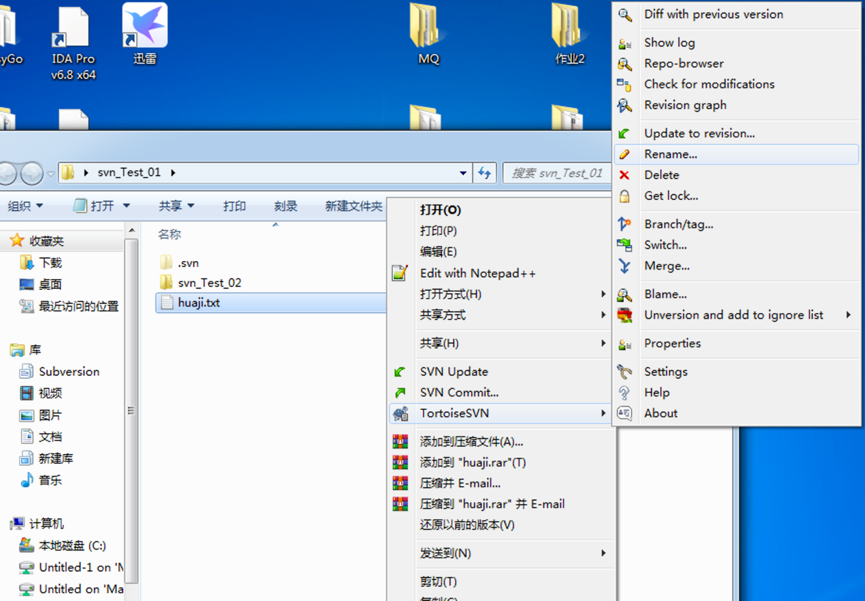 yGo
IDA Pro
v6.8 x64
迅雷
MQ
作业2
svn_Test_01
搜索 svn_Test_01
组织
打开
共享
打印
刻录
新建文件夹
收藏夹
下载
桌面
最近访问的位置
库
Subversion
视频
图片
文档
新建库
音乐
计算机
本地磁盘 (C:)
Untitled-1 on 'M
Untitled on 'Ma
名称
.svn
svn_Test_02
huaji.txt
打开(O)
打印(P)
编辑(E)
Edit with Notepad++
打开方式(H)
共享方式
共享(H)
SVN Update
SVN Commit...
TortoiseSVN
添加到压缩文件(A)...
添加到 "huaji.rar"(T)
压缩并 E-mail...
压缩到 "huaji.rar" 并 E-mail
还原以前的版本(V)
发送到(N)
剪切(T)
复制(C)
Diff with previous version
Show log
Repo-browser
Check for modifications
Revision graph
Update to revision...
Rename...
Delete
Get lock...
Branch/tag...
Switch...
Merge...
Blame...
Unversion and add to ignore list
Properties
Settings
Help
About